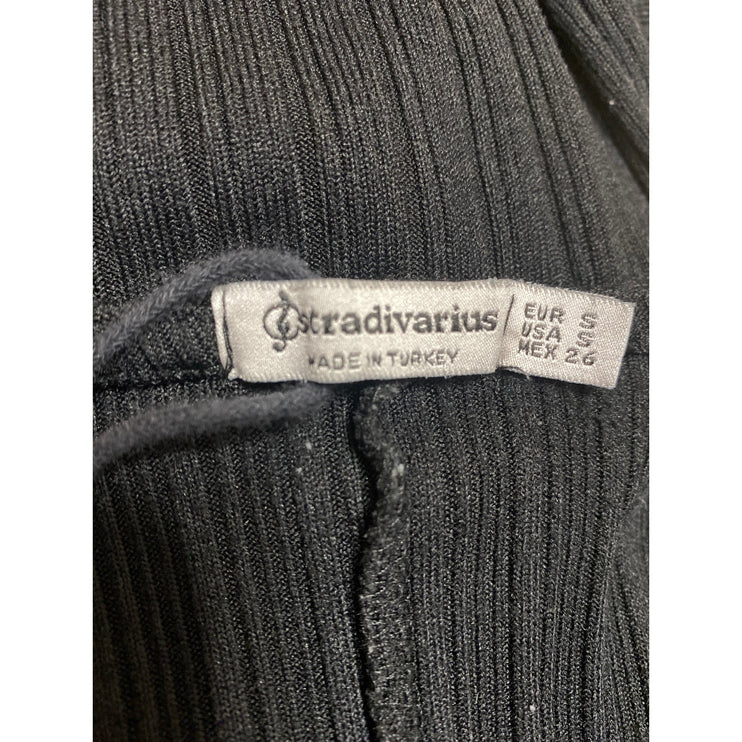 stradivarius
MADE IN TURKEY
EUR S
USA S
MEX 26